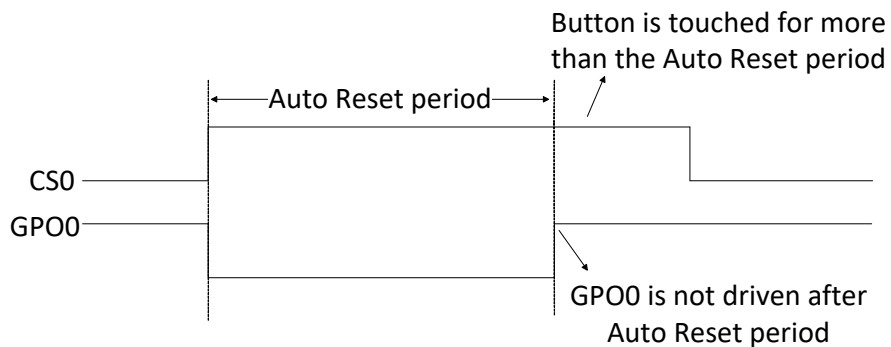 Button is touched for more
than the Auto Reset period
Auto Reset period
CS0
GPO0
GPO0 is not driven after
Auto Reset period